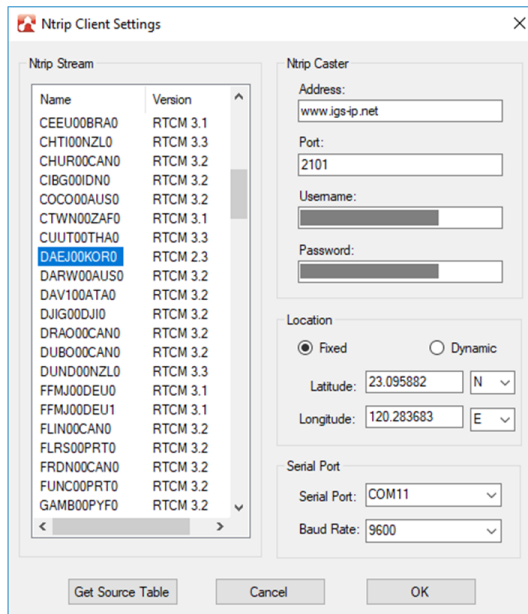 Ntrip Client Settings
Ntrip Stream
Name Version
CEEU00BRA0 RTCM 3.1
CHTI00NZL0 RTCM 3.3
CHUR00CAN0 RTCM 3.2
CIBG00IDN0 RTCM 3.2
COCO00AUS0 RTCM 3.2
CTWN00ZAF0 RTCM 3.1
CUUT00THA0 RTCM 3.3
DAEJ00KOR0 RTCM 2.3
DARW00AUS0 RTCM 3.2
DAV100ATA0 RTCM 3.2
DJIG00DJI0 RTCM 3.2
DRAO00CAN0 RTCM 3.2
DUBO00CAN0 RTCM 3.2
DUND00NZL0 RTCM 3.3
FFMJ00DEU0 RTCM 3.1
FFMJ00DEU1 RTCM 3.1
FLIN00CAN0 RTCM 3.2
FLRS00PRT0 RTCM 3.2
FRDN00CAN0 RTCM 3.2
FUNC00PRT0 RTCM 3.2
GAMB00PYF0 RTCM 3.2
Ntrip Caster
Address:
www.igs-ip.net
Port:
2101
Username:
Password:
Location
Fixed Dynamic
Latitude: 23.095882 N
Longitude: 120.283683 E
Serial Port
Serial Port: COM11
Baud Rate: 9600
Get Source Table Cancel OK